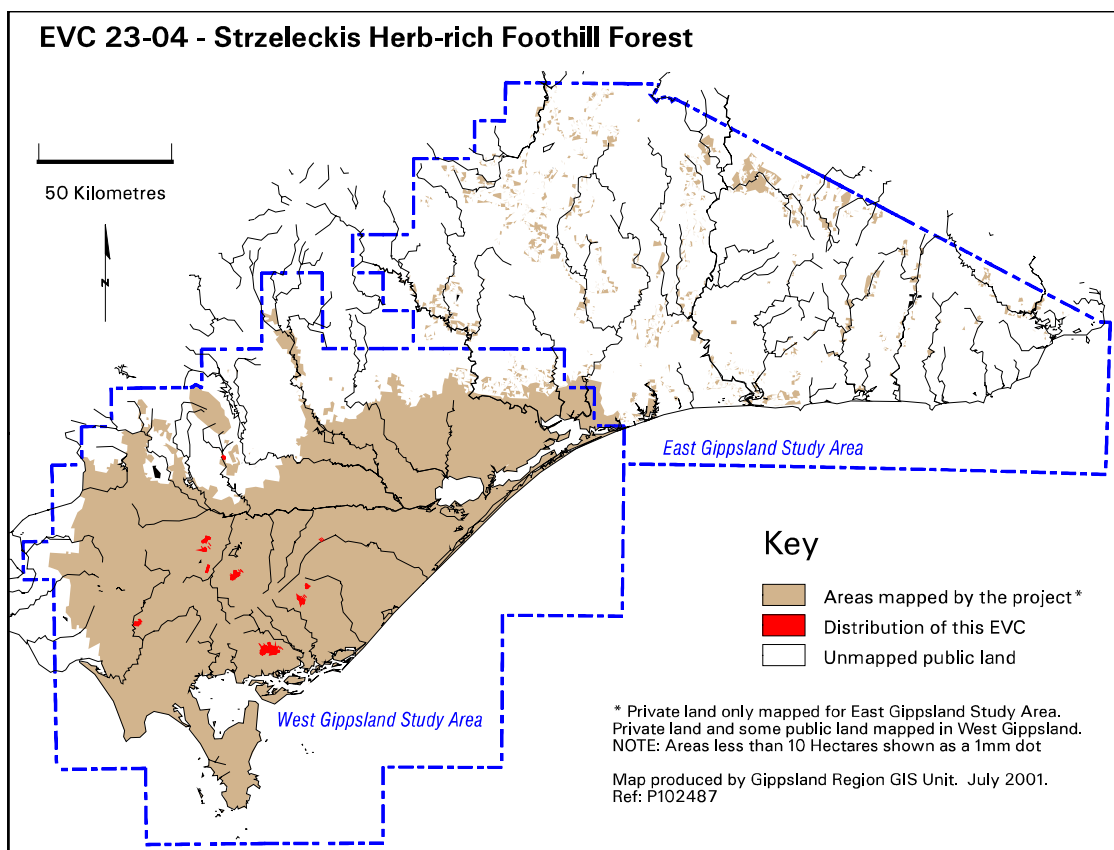 EVC 23-04 - Strzeleckis Herb-rich Foothill Forest
50 Kilometres
N
East Gippsland Study Area
West Gippsland Study Area
Key
Areas mapped by the project*
Distribution of this EVC
Unmapped public land
* Private land only mapped for East Gippsland Study Area.
Private land and some public land mapped in West Gippsland.
NOTE: Areas less than 10 Hectares shown as a 1mm dot
Map produced by Gippsland Region GIS Unit. July 2001.
Ref: P102487